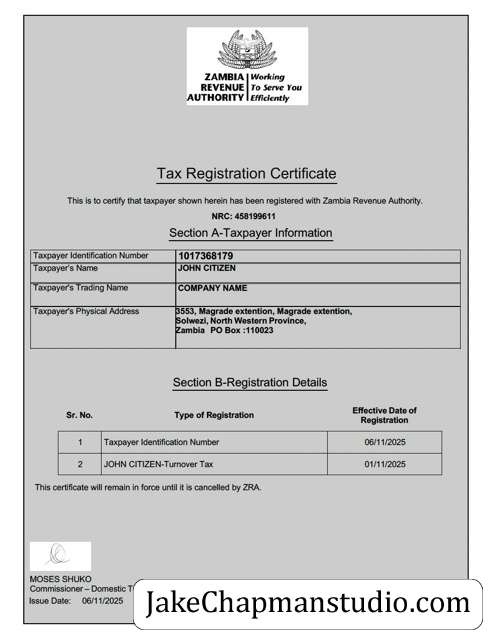 ZAMBIA Working
REVENUE To Serve You
AUTHORITY Efficiently
Tax Registration Certificate
This is to certify that taxpayer shown herein has been registered with Zambia Revenue Authority.
NRC: 458199611
Section A-Taxpayer Information
Taxpayer Identification Number 1017368179
Taxpayer's Name JOHN CITIZEN
Taxpayer's Trading Name COMPANY NAME
Taxpayer's Physical Address 3553, Magrade extention, Magrade extention,
Solwezi, North Western Province,
Zambia PO Box :110023
Section B-Registration Details
Sr. No. Type of Registration Effective Date of
Registration
1 Taxpayer Identification Number 06/11/2025
2 JOHN CITIZEN-Turnover Tax 01/11/2025
This certificate will remain in force until it is cancelled by ZRA.
MOSES SHUKO
Commissioner – Domestic
Issue Date: 06/11/2025
JakeChapmanstudio.com